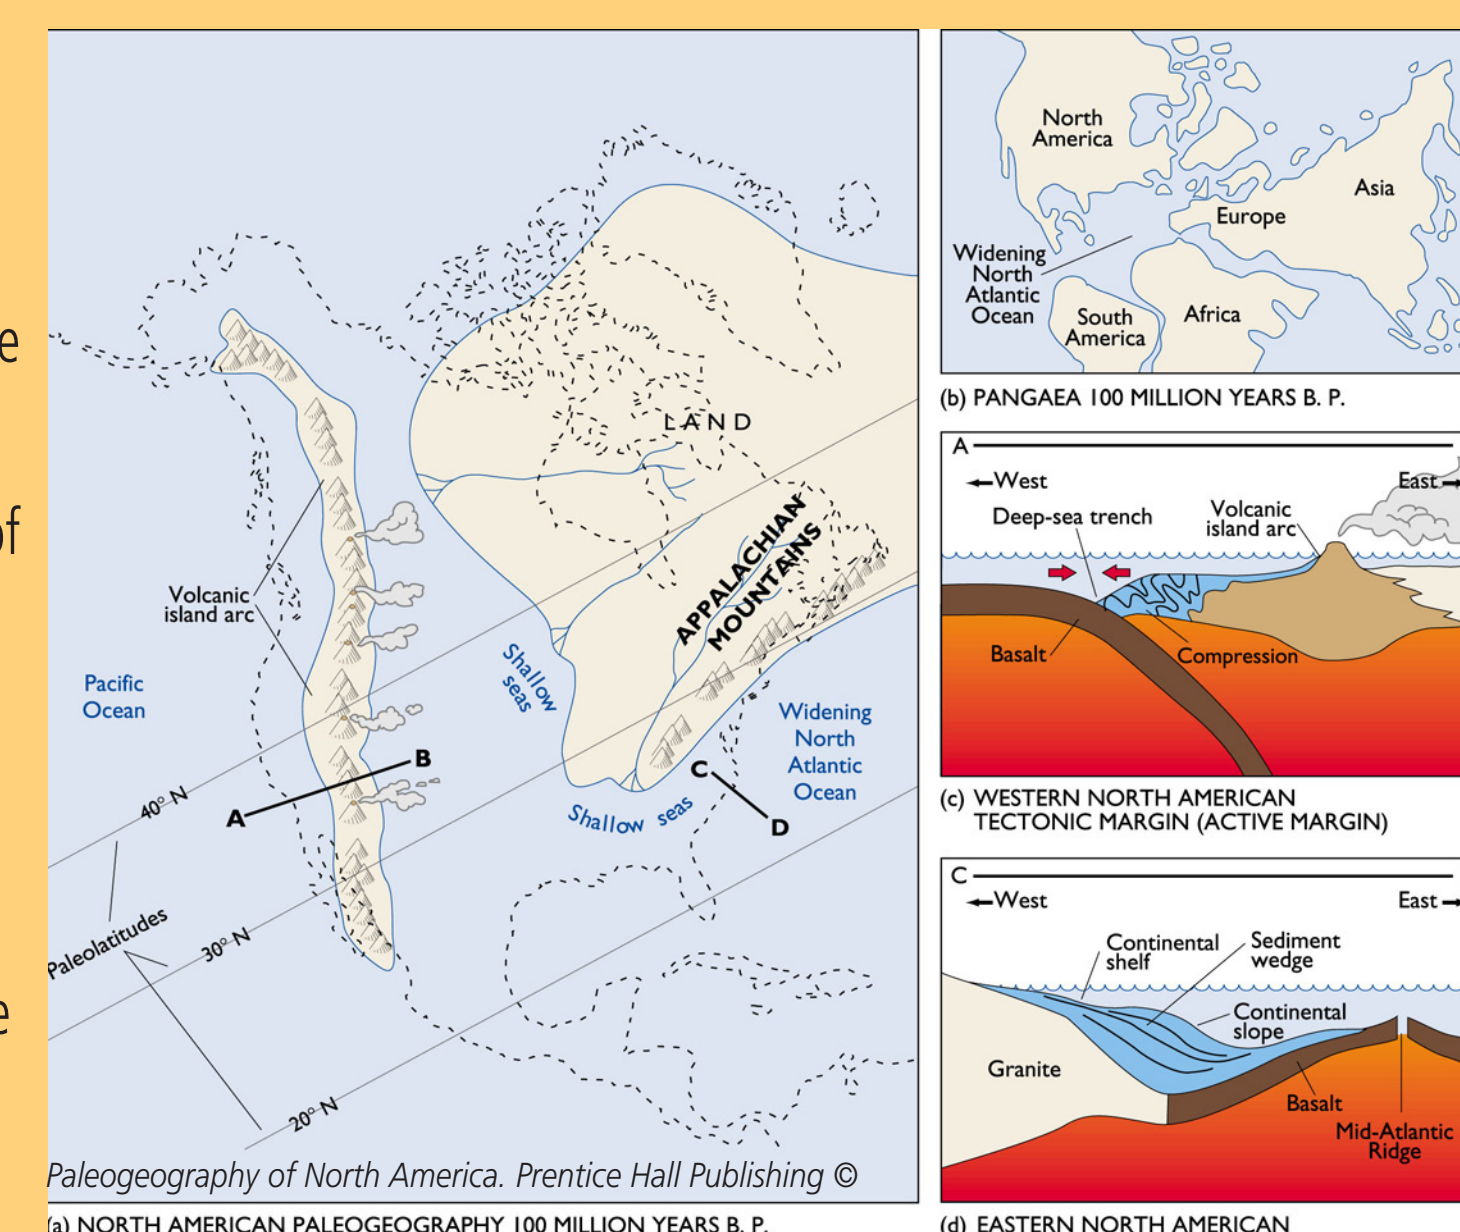 e
of
e
LAND
APPALACHIAN
MOUNTAINS
Volcanic
island arc
Pacific
Ocean
Shallow
seas
Widening
North
Atlantic
Ocean
Shallow seas
A
B
C
D
40° N
30° N
20° N
Paleolatitudes
Paleogeography of North America. Prentice Hall Publishing ©
(a) NORTH AMERICAN PALEOGEOGRAPHY 100 MILLION YEARS B. P.
North
America
Asia
Europe
Widening
North
Atlantic
Ocean
South
America
Africa
(b) PANGAEA 100 MILLION YEARS B. P.
A
West
East
Deep-sea trench
Volcanic
island arc
Basalt
Compression
(c) WESTERN NORTH AMERICAN
TECTONIC MARGIN (ACTIVE MARGIN)
C
West
East
Continental
shelf
Sediment
wedge
Continental
slope
Granite
Basalt
Mid-Atlantic
Ridge
(d) EASTERN NORTH AMERICAN